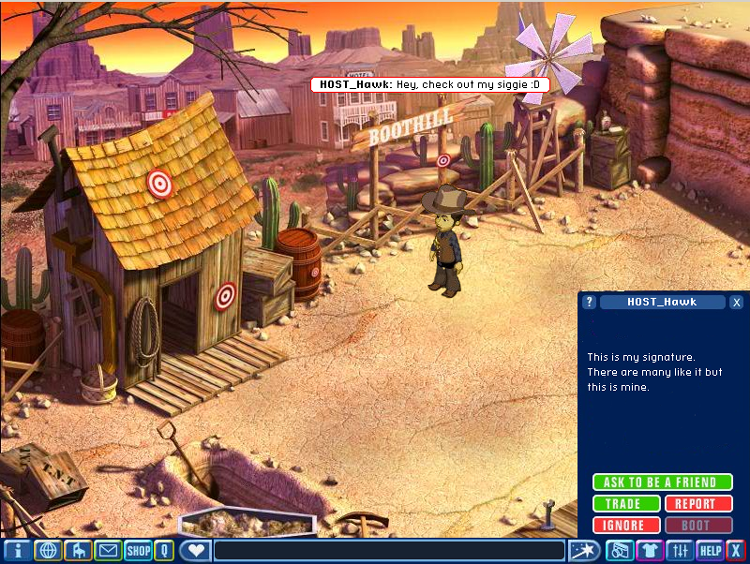 HOTEL
HOST_Hawk: Hey, check out my siggie :D
BOOTHILL
? HOST_Hawk X
This is my signature.
There are many like it but
this is mine.
T.N.T
ASK TO BE A FRIEND
TRADE REPORT
IGNORE BOOT
i SHOP Q HELP X